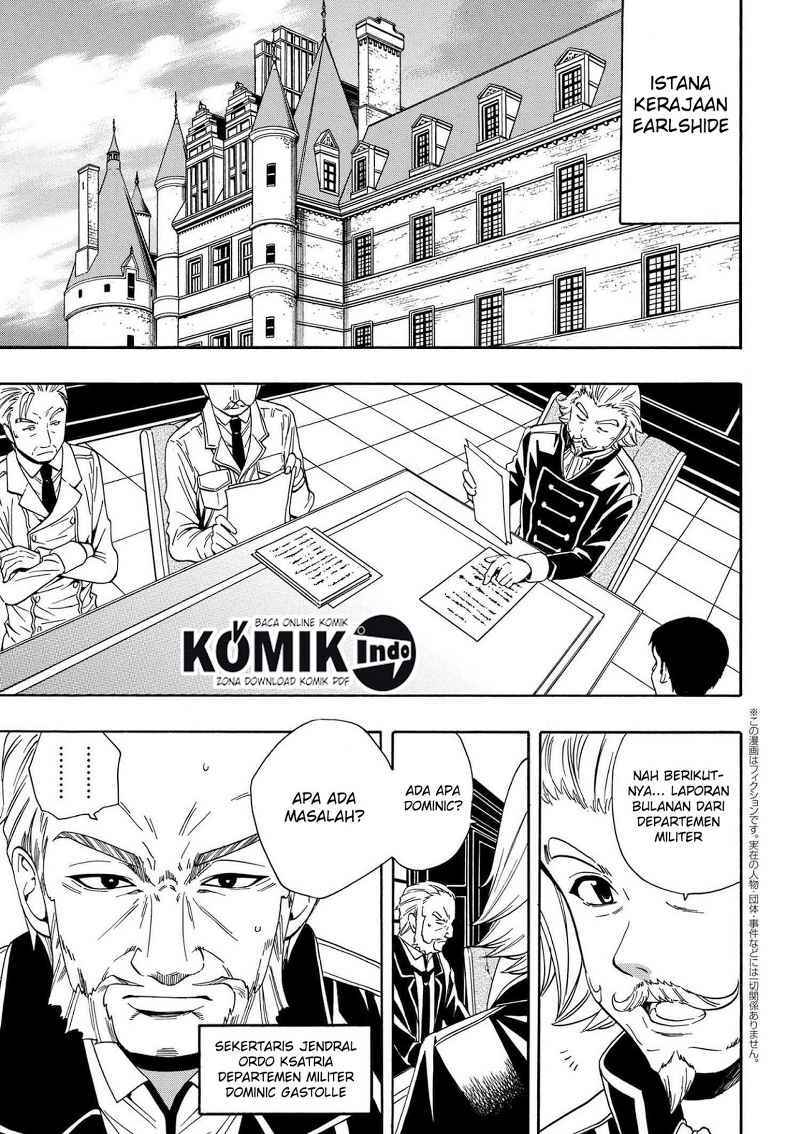 ISTANA
KERAJAAN
EARLSHIDE
BACA ONLINE KOMIK
KOMIK indo
ZONA DOWNLOAD KOMIK PDF
NAH BERIKUT-
NYA... LAPORAN
BULANAN DARI
DEPARTEMEN
MILITER
ADA APA
DOMINIC?
APA ADA
MASALAH?
SEKERTARIS JENDRAL
ORDO KSATRIA
DEPARTEMEN MILITER
DOMINIC GASTOLLE
※この漫画はフィクションです。実在の人物・団体・事件などには一切関係ありません。